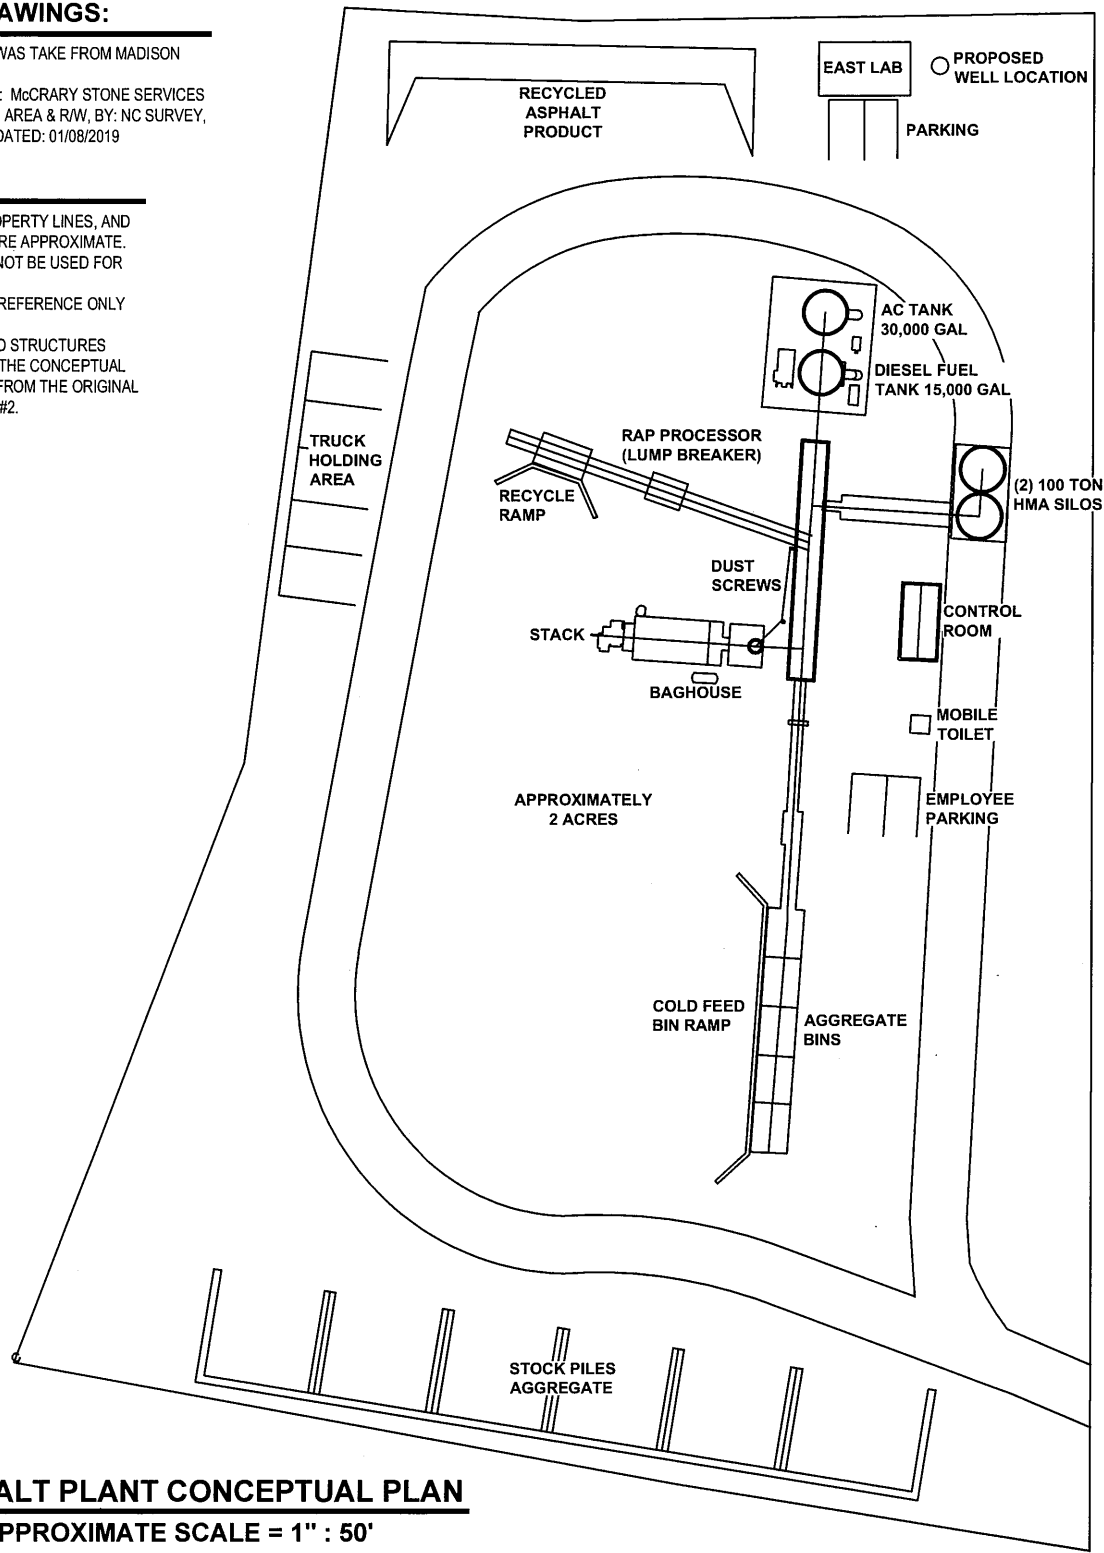 AWINGS:
WAS TAKE FROM MADISON
: McCRARY STONE SERVICES
AREA & R/W, BY: NC SURVEY,
DATED: 01/08/2019
OPERTY LINES, AND
RE APPROXIMATE.
NOT BE USED FOR
REFERENCE ONLY
D STRUCTURES
THE CONCEPTUAL
FROM THE ORIGINAL
#2.
RECYCLED
ASPHALT
PRODUCT
EAST LAB
PROPOSED
WELL LOCATION
PARKING
AC TANK
30,000 GAL
DIESEL FUEL
TANK 15,000 GAL
TRUCK
HOLDING
AREA
RAP PROCESSOR
(LUMP BREAKER)
RECYCLE
RAMP
(2) 100 TON
HMA SILOS
DUST
SCREWS
CONTROL
ROOM
STACK
BAGHOUSE
MOBILE
TOILET
APPROXIMATELY
2 ACRES
EMPLOYEE
PARKING
COLD FEED
BIN RAMP
AGGREGATE
BINS
STOCK PILES
AGGREGATE
ALT PLANT CONCEPTUAL PLAN
PPROXIMATE SCALE = 1" : 50'